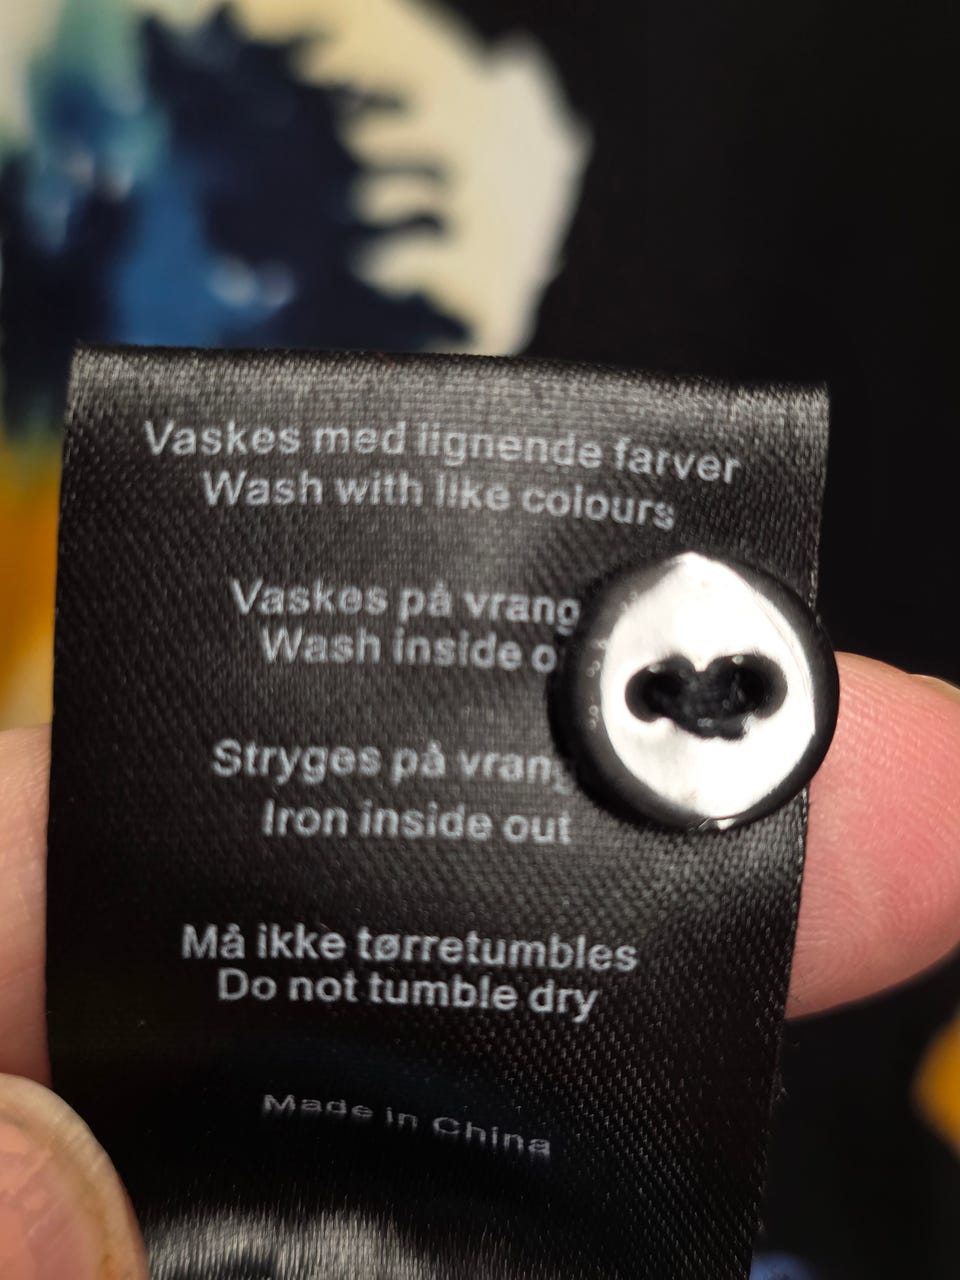 Vaskes med lignende farver
Wash with like colours
Vaskes på vrang
Wash inside o
Stryges på vrang
Iron inside out
Må ikke tørretumbles
Do not tumble dry
Made in China